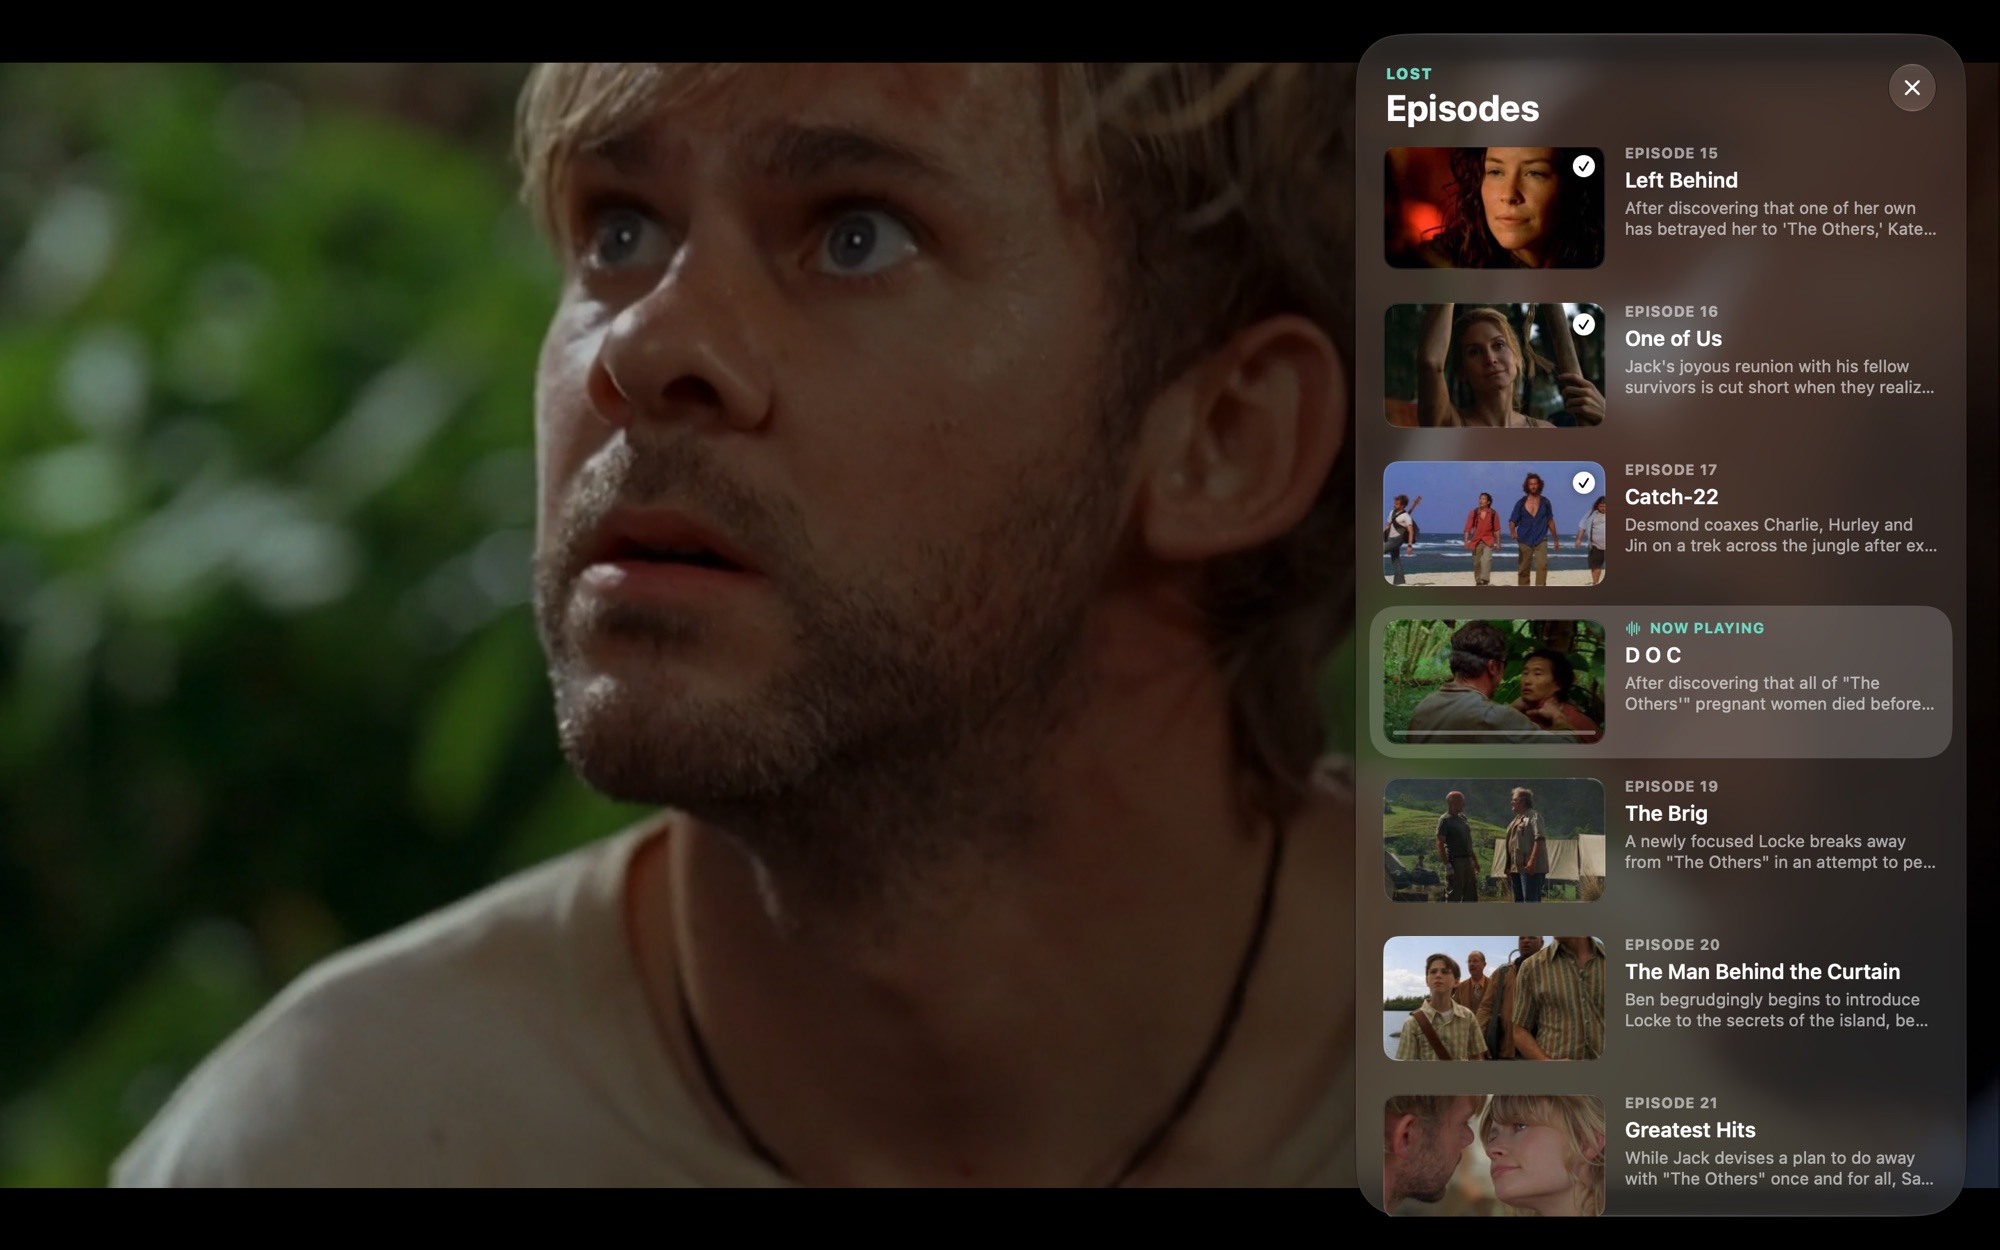 LOST
Episodes
EPISODE 15
Left Behind
After discovering that one of her own
has betrayed her to 'The Others,' Kate...
EPISODE 16
One of Us
Jack's joyous reunion with his fellow
survivors is cut short when they realiz...
EPISODE 17
Catch-22
Desmond coaxes Charlie, Hurley and
Jin on a trek across the jungle after ex...
NOW PLAYING
D O C
After discovering that all of "The
Others'" pregnant women died before...
EPISODE 19
The Brig
A newly focused Locke breaks away
from "The Others" in an attempt to pe...
EPISODE 20
The Man Behind the Curtain
Ben begrudgingly begins to introduce
Locke to the secrets of the island, be...
EPISODE 21
Greatest Hits
While Jack devises a plan to do away
with "The Others" once and for all, Sa...